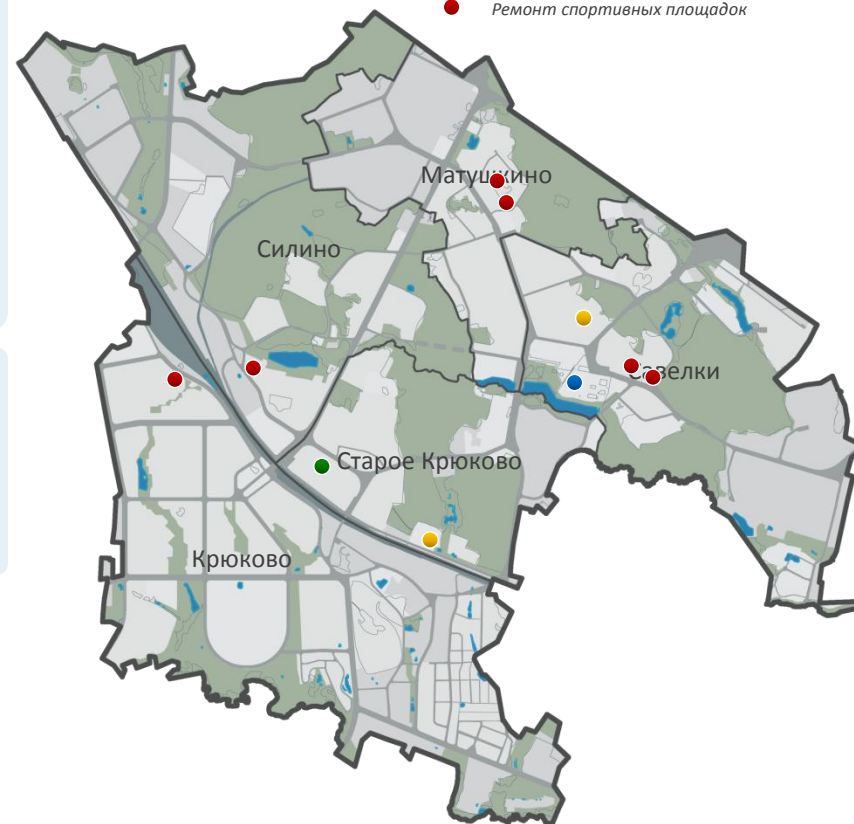 Ремонт спортивных площадок
Матушкино
Силино
Савелки
Старое Крюково
Крюково